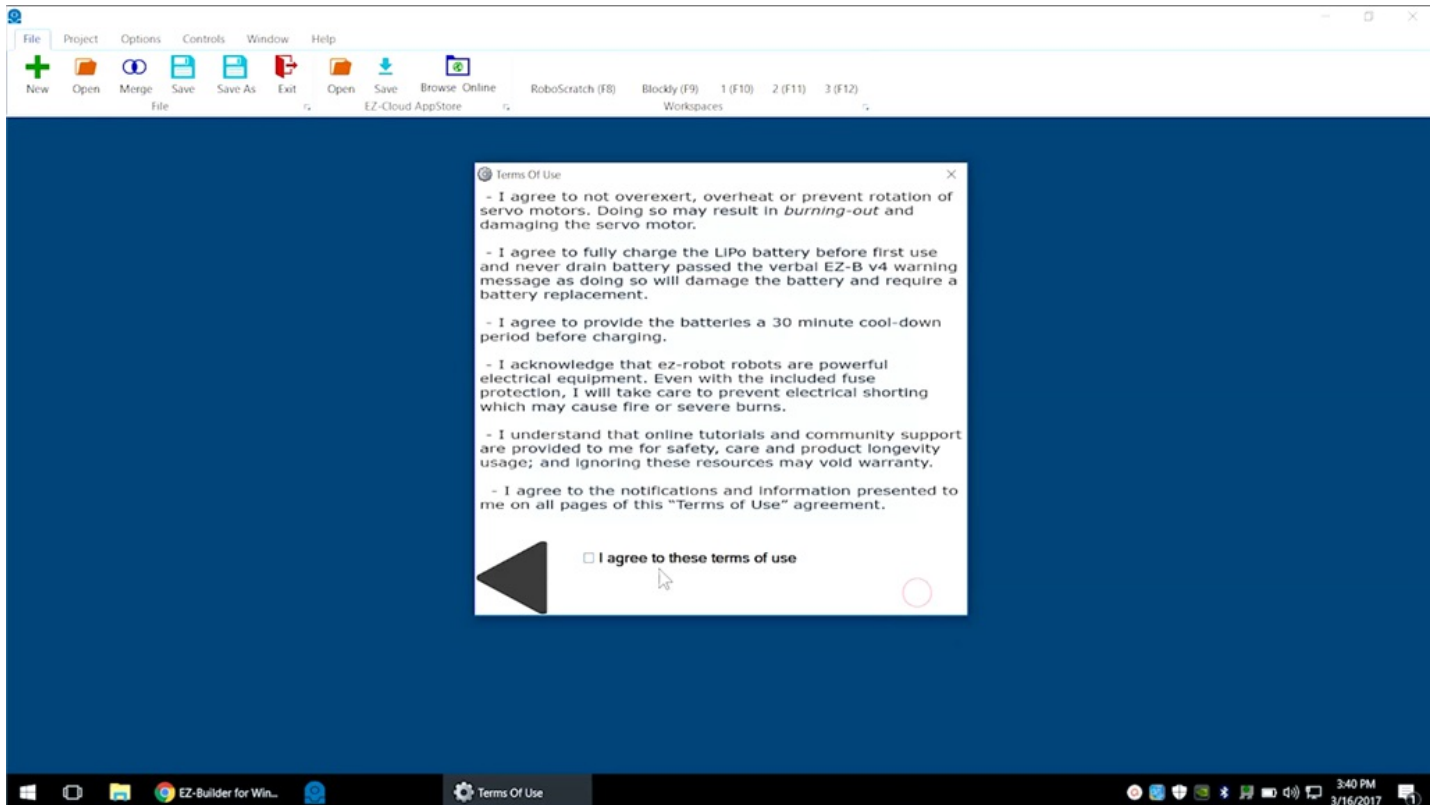 File Project Options Controls Window Help
New Open Merge Save Save As Exit Open Save Browse Online RoboScratch (F8) Blockly (F9) 1 (F10) 2 (F11) 3 (F12)
File EZ-Cloud AppStore Workspaces
Terms Of Use
- I agree to not overexert, overheat or prevent rotation of
servo motors. Doing so may result in burning-out and
damaging the servo motor.
- I agree to fully charge the LiPo battery before first use
and never drain battery passed the verbal EZ-B v4 warning
message as doing so will damage the battery and require a
battery replacement.
- I agree to provide the batteries a 30 minute cool-down
period before charging.
- I acknowledge that ez-robot robots are powerful
electrical equipment. Even with the included fuse
protection, I will take care to prevent electrical shorting
which may cause fire or severe burns.
- I understand that online tutorials and community support
are provided to me for safety, care and product longevity
usage; and ignoring these resources may void warranty.
- I agree to the notifications and information presented to
me on all pages of this “Terms of Use” agreement.
I agree to these terms of use
EZ-Builder for Win... Terms Of Use 3:40 PM
3/16/2017